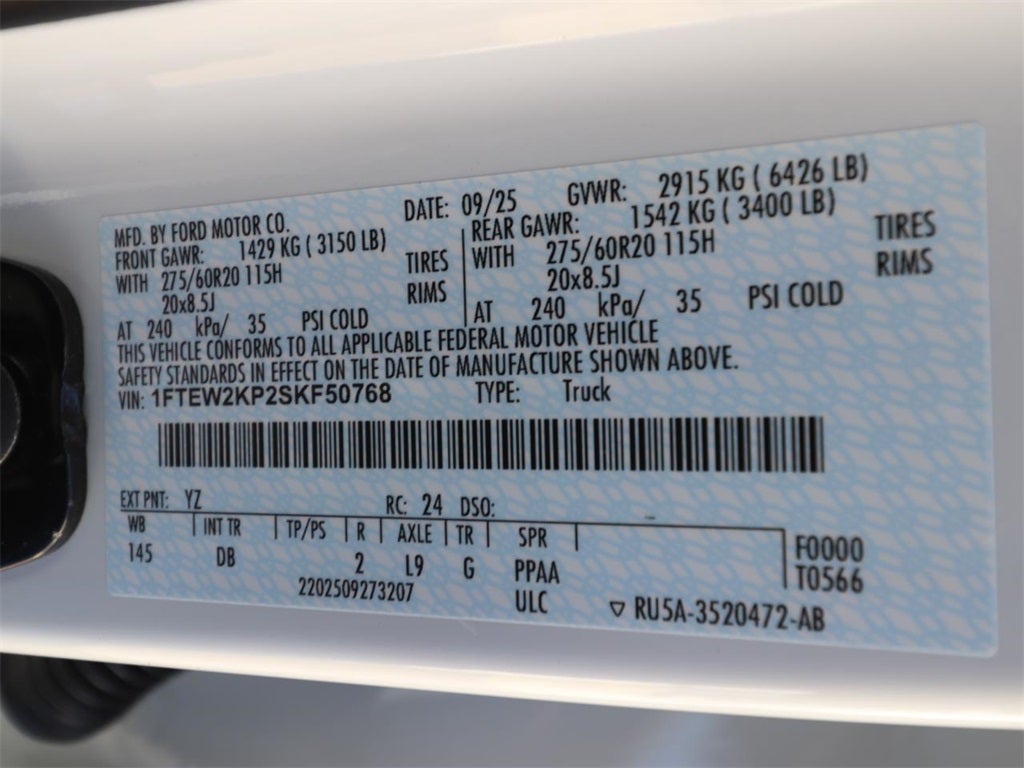 MFD. BY FORD MOTOR CO. DATE: 09/25 GVWR: 2915 KG ( 6426 LB)
FRONT GAWR: 1429 KG ( 3150 LB) REAR GAWR: 1542 KG ( 3400 LB)
WITH 275/60R20 115H TIRES WITH 275/60R20 115H TIRES
20x8.5J RIMS 20x8.5J RIMS
AT 240 kPa/ 35 PSI COLD AT 240 kPa/ 35 PSI COLD
THIS VEHICLE CONFORMS TO ALL APPLICABLE FEDERAL MOTOR VEHICLE
SAFETY STANDARDS IN EFFECT ON THE DATE OF MANUFACTURE SHOWN ABOVE.
VIN: 1FTEW2KP2SKF50768 TYPE: Truck
EXT PNT: YZ RC: 24 DSO:
WB INT TR TP/PS R AXLE TR SPR F0000
145 DB 2 L9 G PPAA T0566
2202509273207 ULC ▽ RU5A-3520472-AB